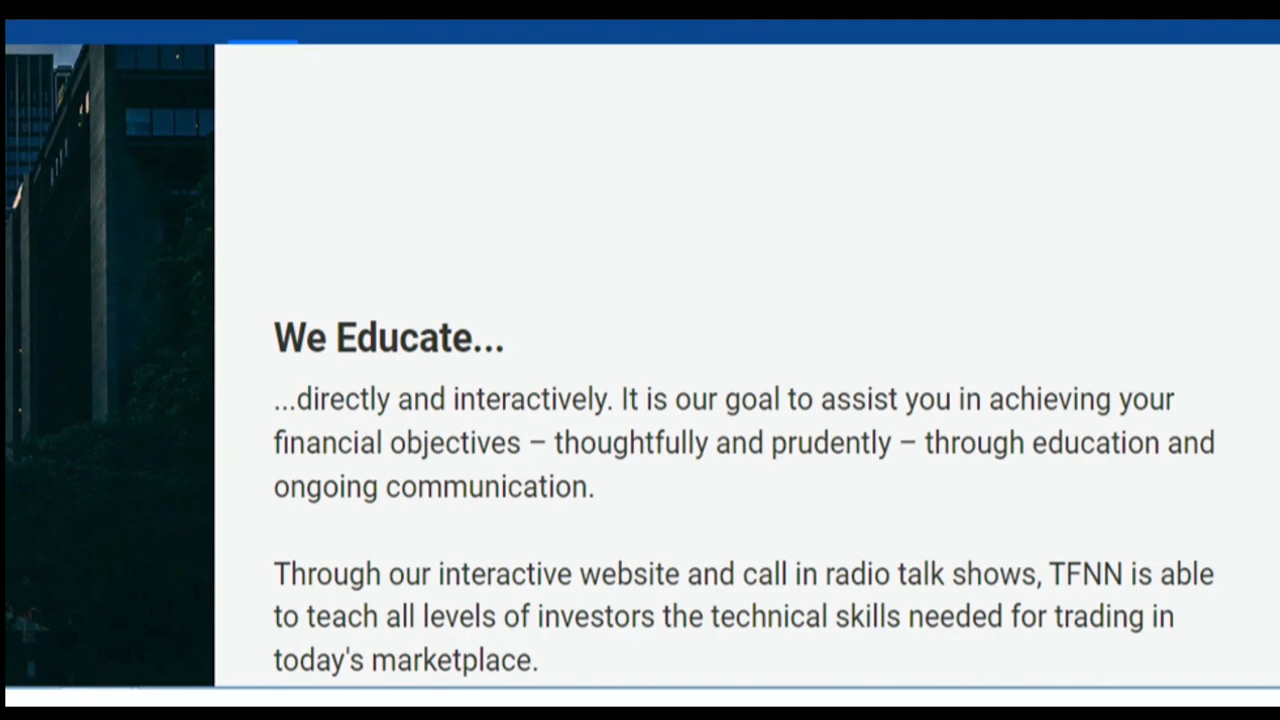 We Educate...
...directly and interactively. It is our goal to assist you in achieving your
financial objectives – thoughtfully and prudently – through education and
ongoing communication.
Through our interactive website and call in radio talk shows, TFNN is able
to teach all levels of investors the technical skills needed for trading in
today's marketplace.